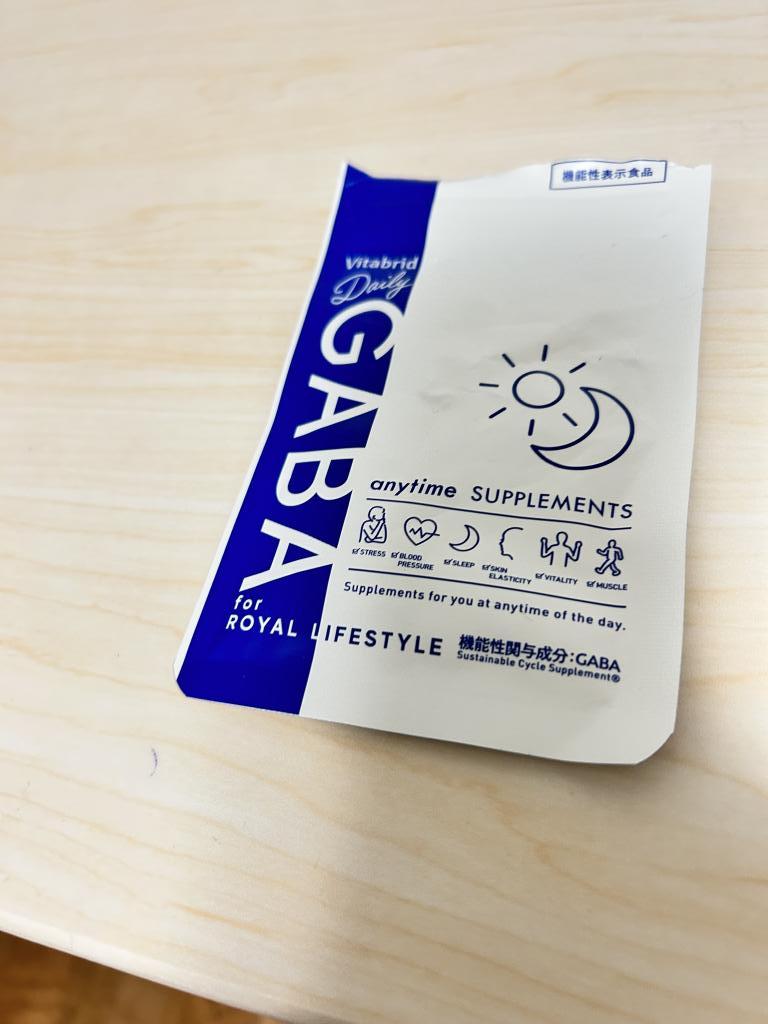 機能性表示食品
Vitabrid
Daily
GABA
for
ROYAL LIFESTYLE
anytime SUPPLEMENTS
STRESS
BLOOD
PRESSURE
SLEEP
SKIN
ELASTICITY
VITALITY
MUSCLE
Supplements for you at anytime of the day.
機能性関与成分:GABA
Sustainable Cycle Supplement®